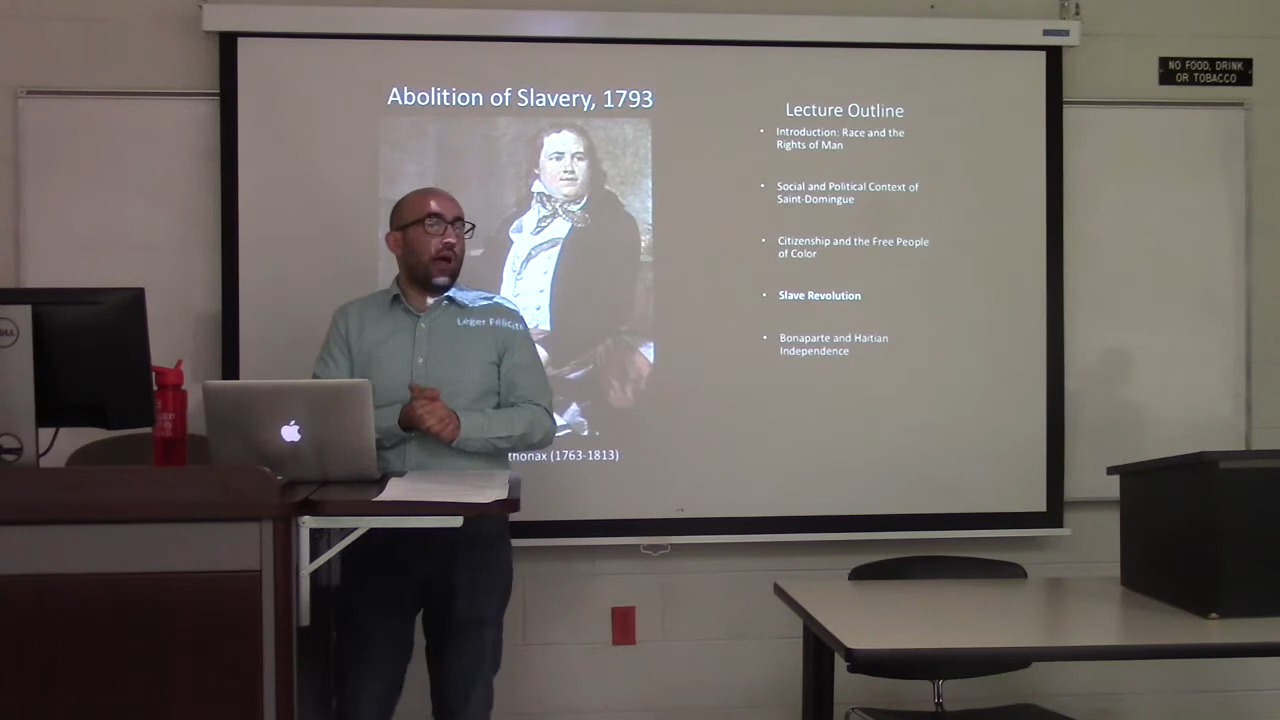 Abolition of Slavery, 1793
Léger Félicité
thonax (1763-1813)
Lecture Outline
• Introduction: Race and the
Rights of Man
• Social and Political Context of
Saint-Domingue
• Citizenship and the Free People
of Color
• Slave Revolution
• Bonaparte and Haitian
Independence
NO FOOD, DRINK
OR TOBACCO